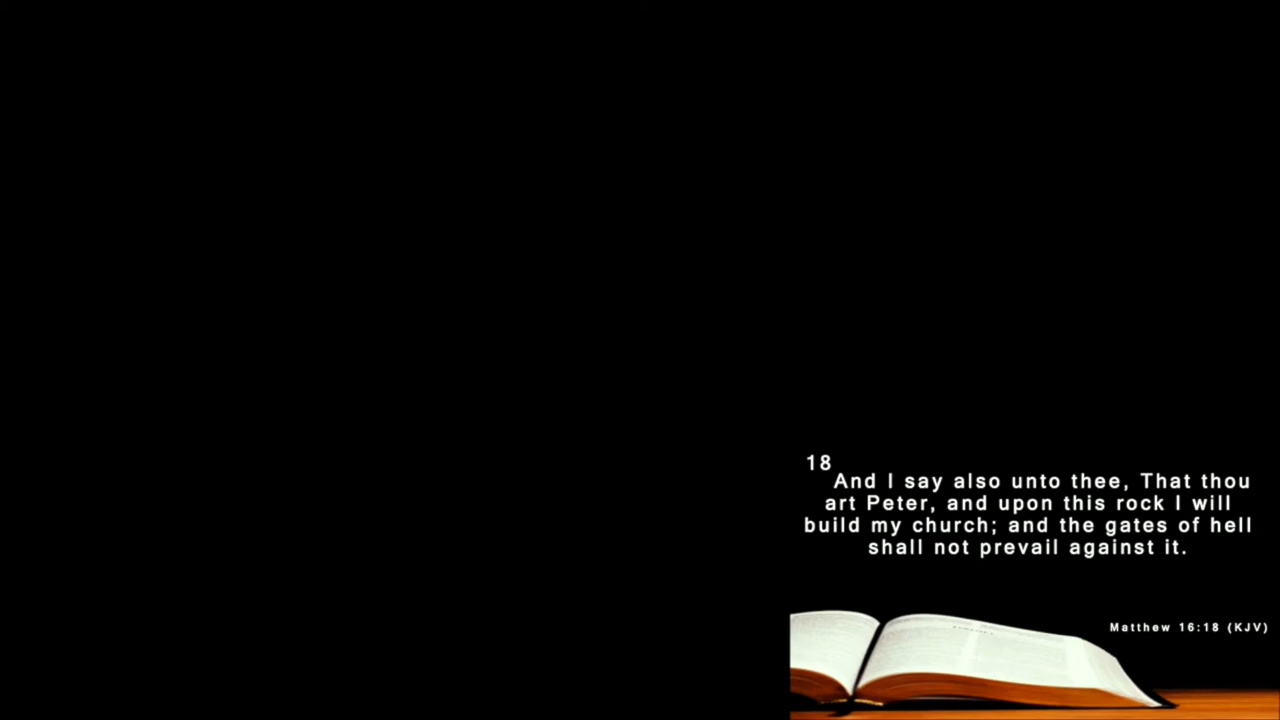 18
And I say also unto thee, That thou
art Peter, and upon this rock I will
build my church; and the gates of hell
shall not prevail against it.
Matthew 16:18 (KJV)